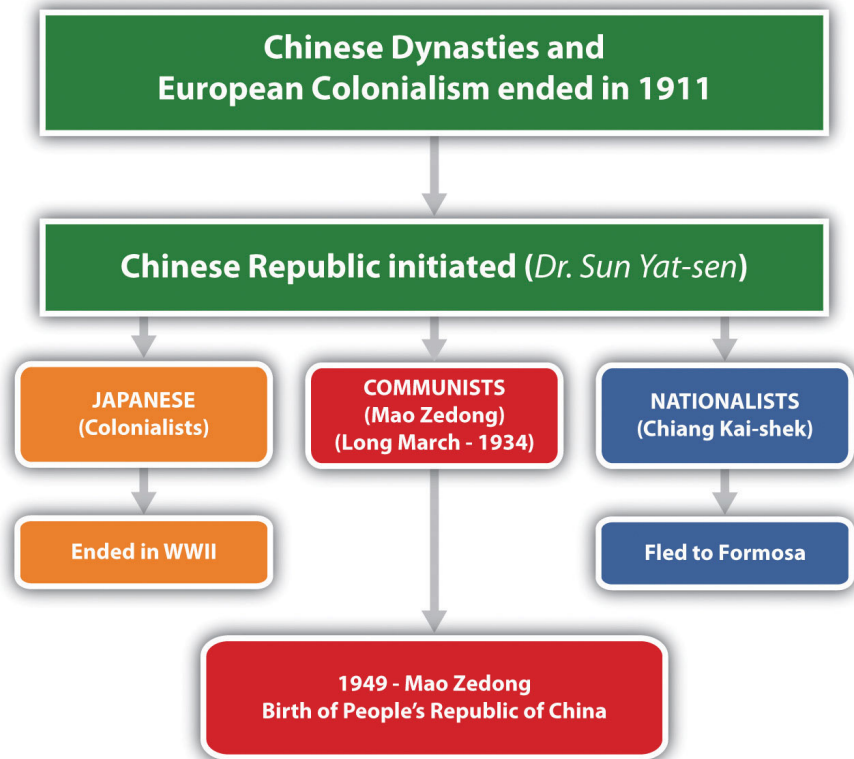 Chinese Dynasties and
European Colonialism ended in 1911
Chinese Republic initiated (Dr. Sun Yat-sen)
JAPANESE
(Colonialists)
COMMUNISTS
(Mao Zedong)
(Long March - 1934)
NATIONALISTS
(Chiang Kai-shek)
Ended in WWII
Fled to Formosa
1949 - Mao Zedong
Birth of People's Republic of China